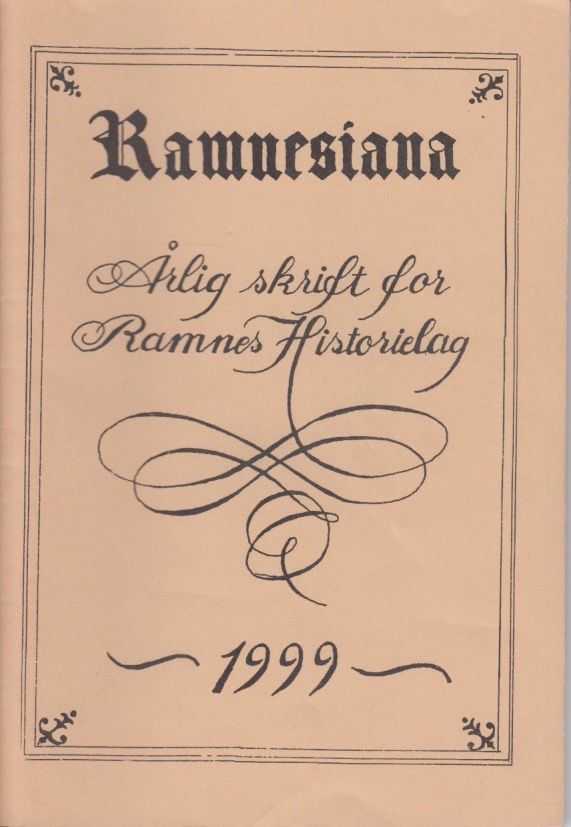 Ramnesiana
Årlig skrift for
Ramnes Historielag
~ 1999 ~